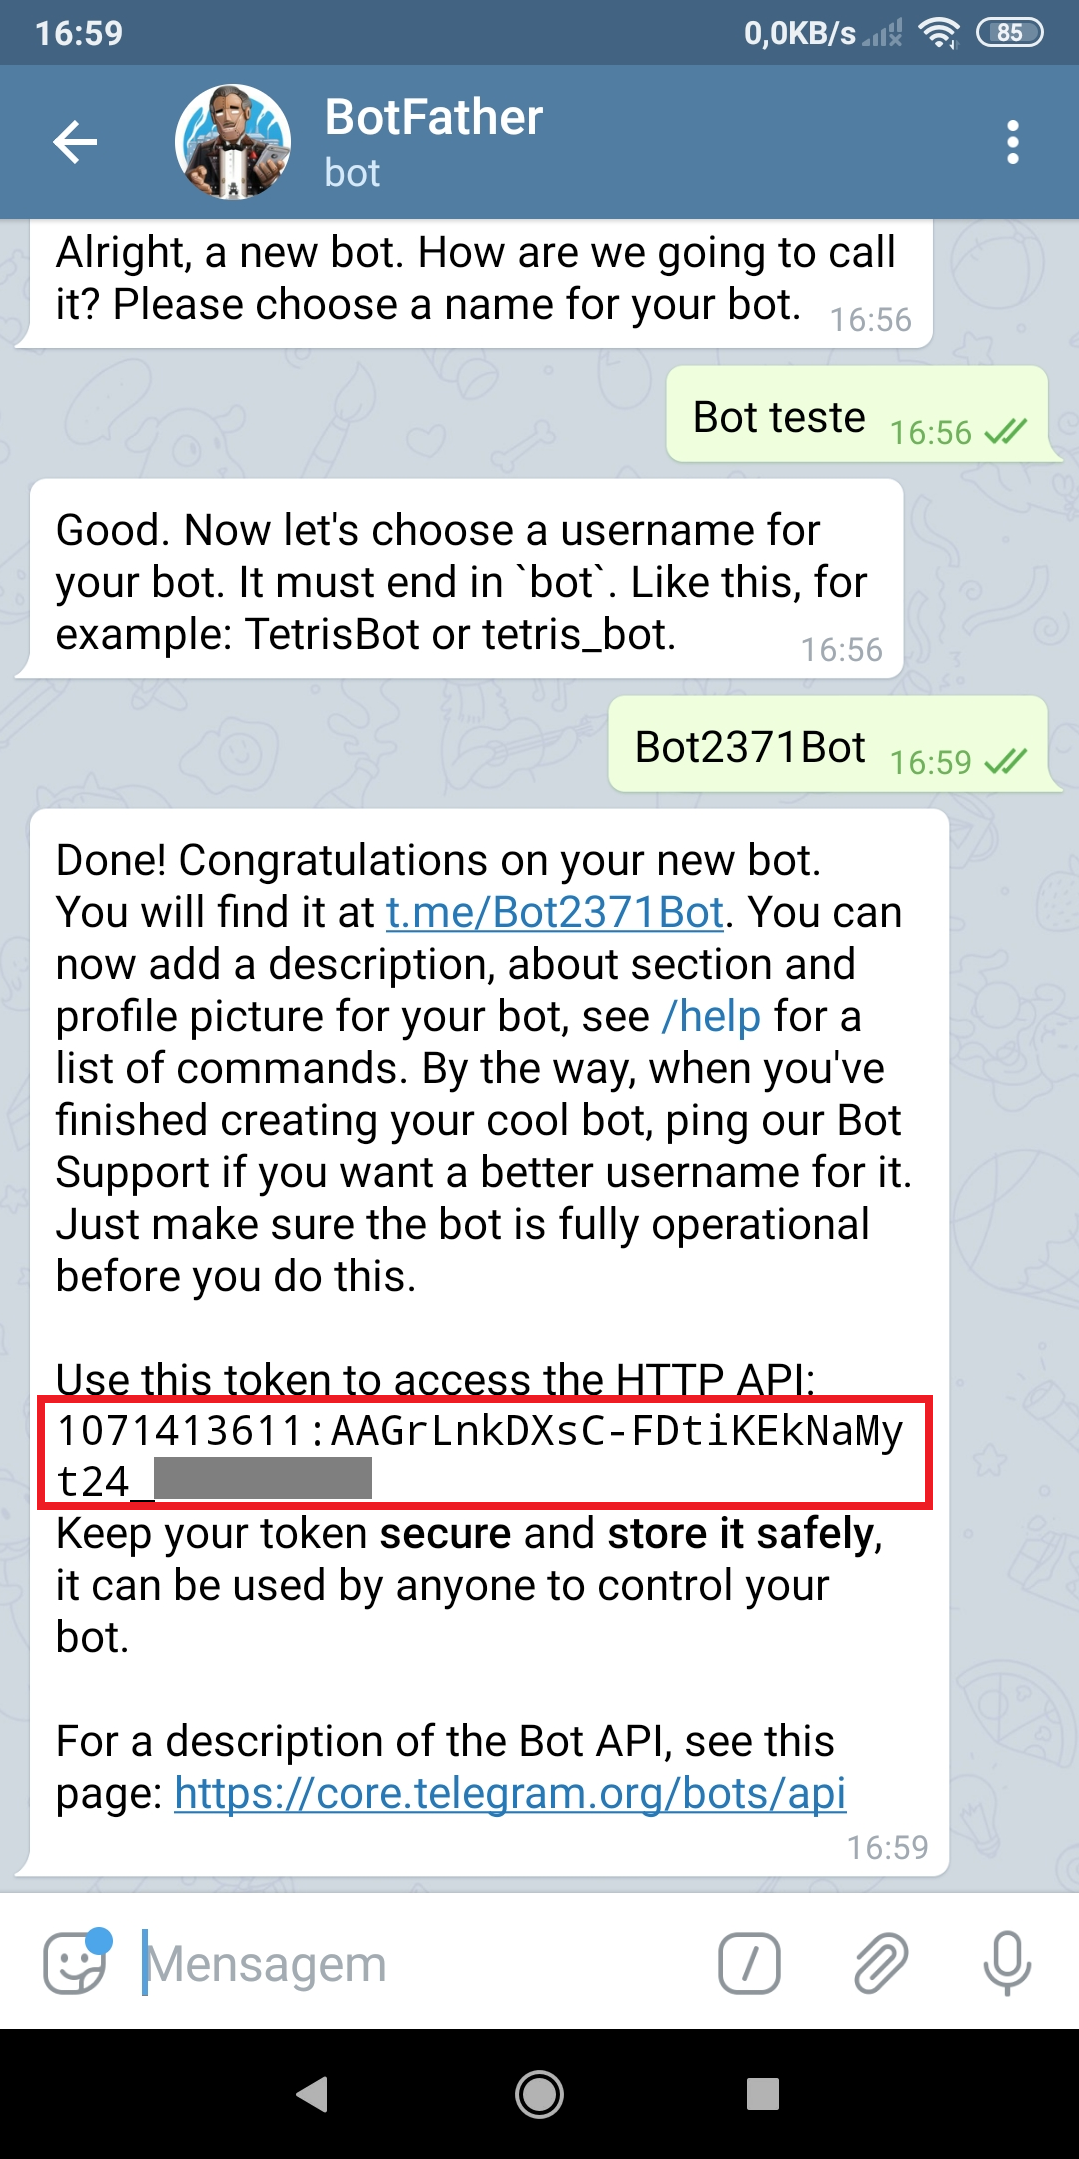 16:59
0,0KB/s
85
BotFather
bot
Alright, a new bot. How are we going to call
it? Please choose a name for your bot.
16:56
Bot teste
16:56
Good. Now let's choose a username for
your bot. It must end in `bot`. Like this, for
example: TetrisBot or tetris_bot.
16:56
Bot2371Bot
16:59
Done! Congratulations on your new bot.
You will find it at t.me/Bot2371Bot. You can
now add a description, about section and
profile picture for your bot, see /help for a
list of commands. By the way, when you've
finished creating your cool bot, ping our Bot
Support if you want a better username for it.
Just make sure the bot is fully operational
before you do this.
Use this token to access the HTTP API:
1071413611:AAGrLnkDXsC-FDtiKEkNaMy
t24_
Keep your token secure and store it safely,
it can be used by anyone to control your
bot.
For a description of the Bot API, see this
page: https://core.telegram.org/bots/api
16:59
Mensagem